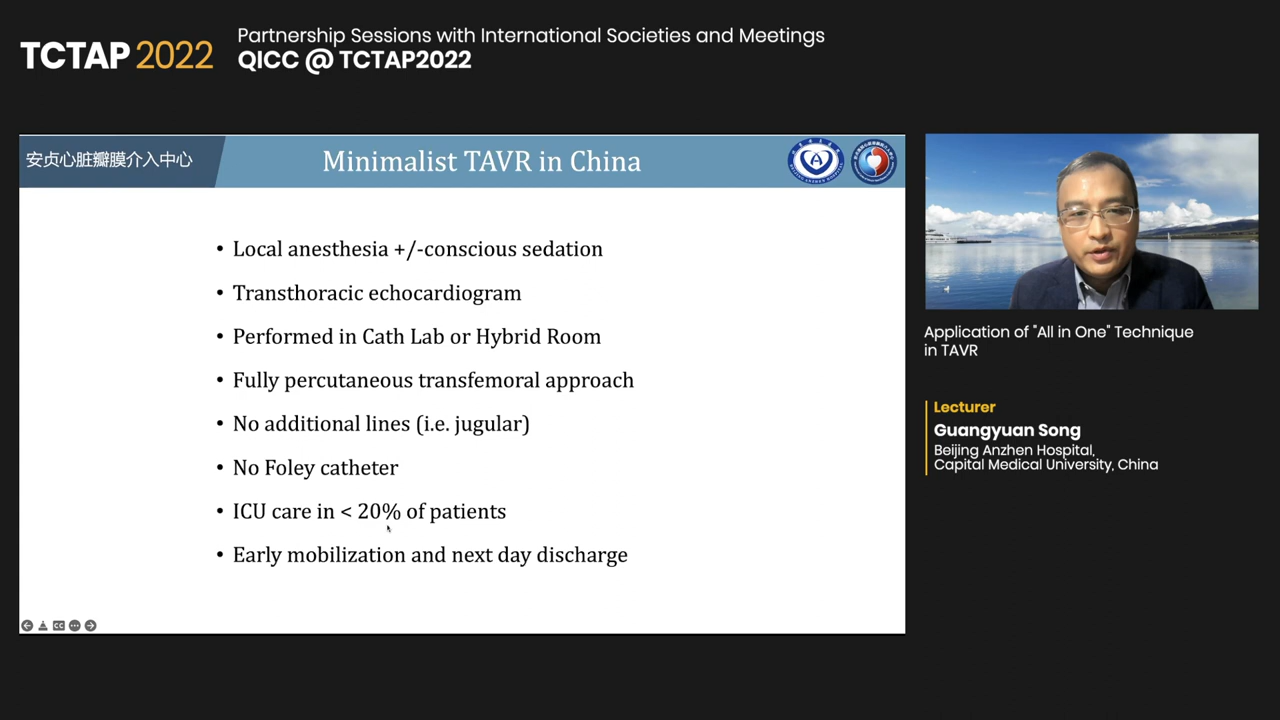 TCTAP 2022
Partnership Sessions with International Societies and Meetings
QICC @ TCTAP2022
安贞心脏瓣膜介入中心
Minimalist TAVR in China
• Local anesthesia +/-conscious sedation
• Transthoracic echocardiogram
• Performed in Cath Lab or Hybrid Room
• Fully percutaneous transfemoral approach
• No additional lines (i.e. jugular)
• No Foley catheter
• ICU care in < 20% of patients
• Early mobilization and next day discharge
Application of "All in One" Technique
in TAVR
Lecturer
Guangyuan Song
Beijing Anzhen Hospital,
Capital Medical University, China